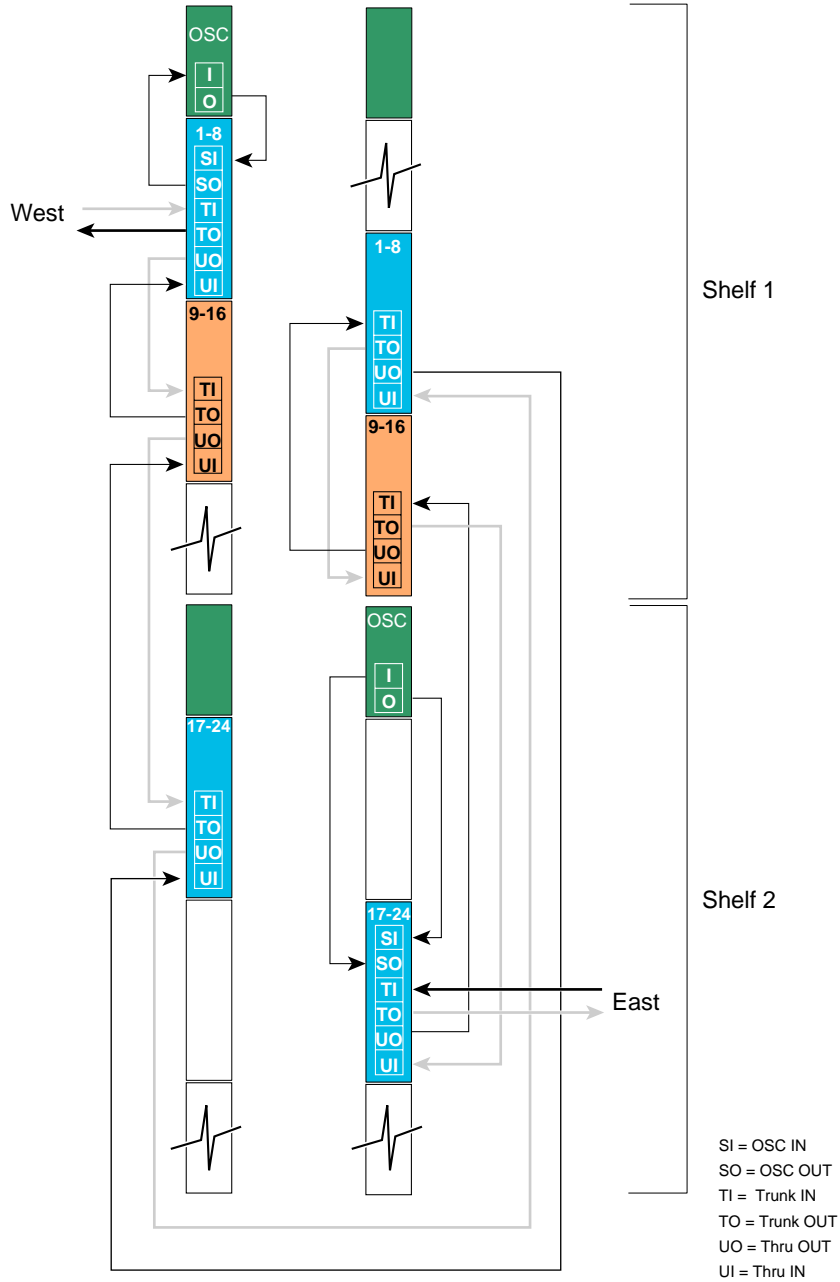 OSC
I
O
1-8
SI
SO
TI
TO
UO
UI
West
9-16
TI
TO
UO
UI
17-24
TI
TO
UO
UI
1-8
TI
TO
UO
UI
9-16
TI
TO
UO
UI
OSC
I
O
17-24
SI
SO
TI
TO
UO
UI
East
Shelf 1
Shelf 2
SI = OSC IN
SO = OSC OUT
TI = Trunk IN
TO = Trunk OUT
UO = Thru OUT
UI = Thru IN